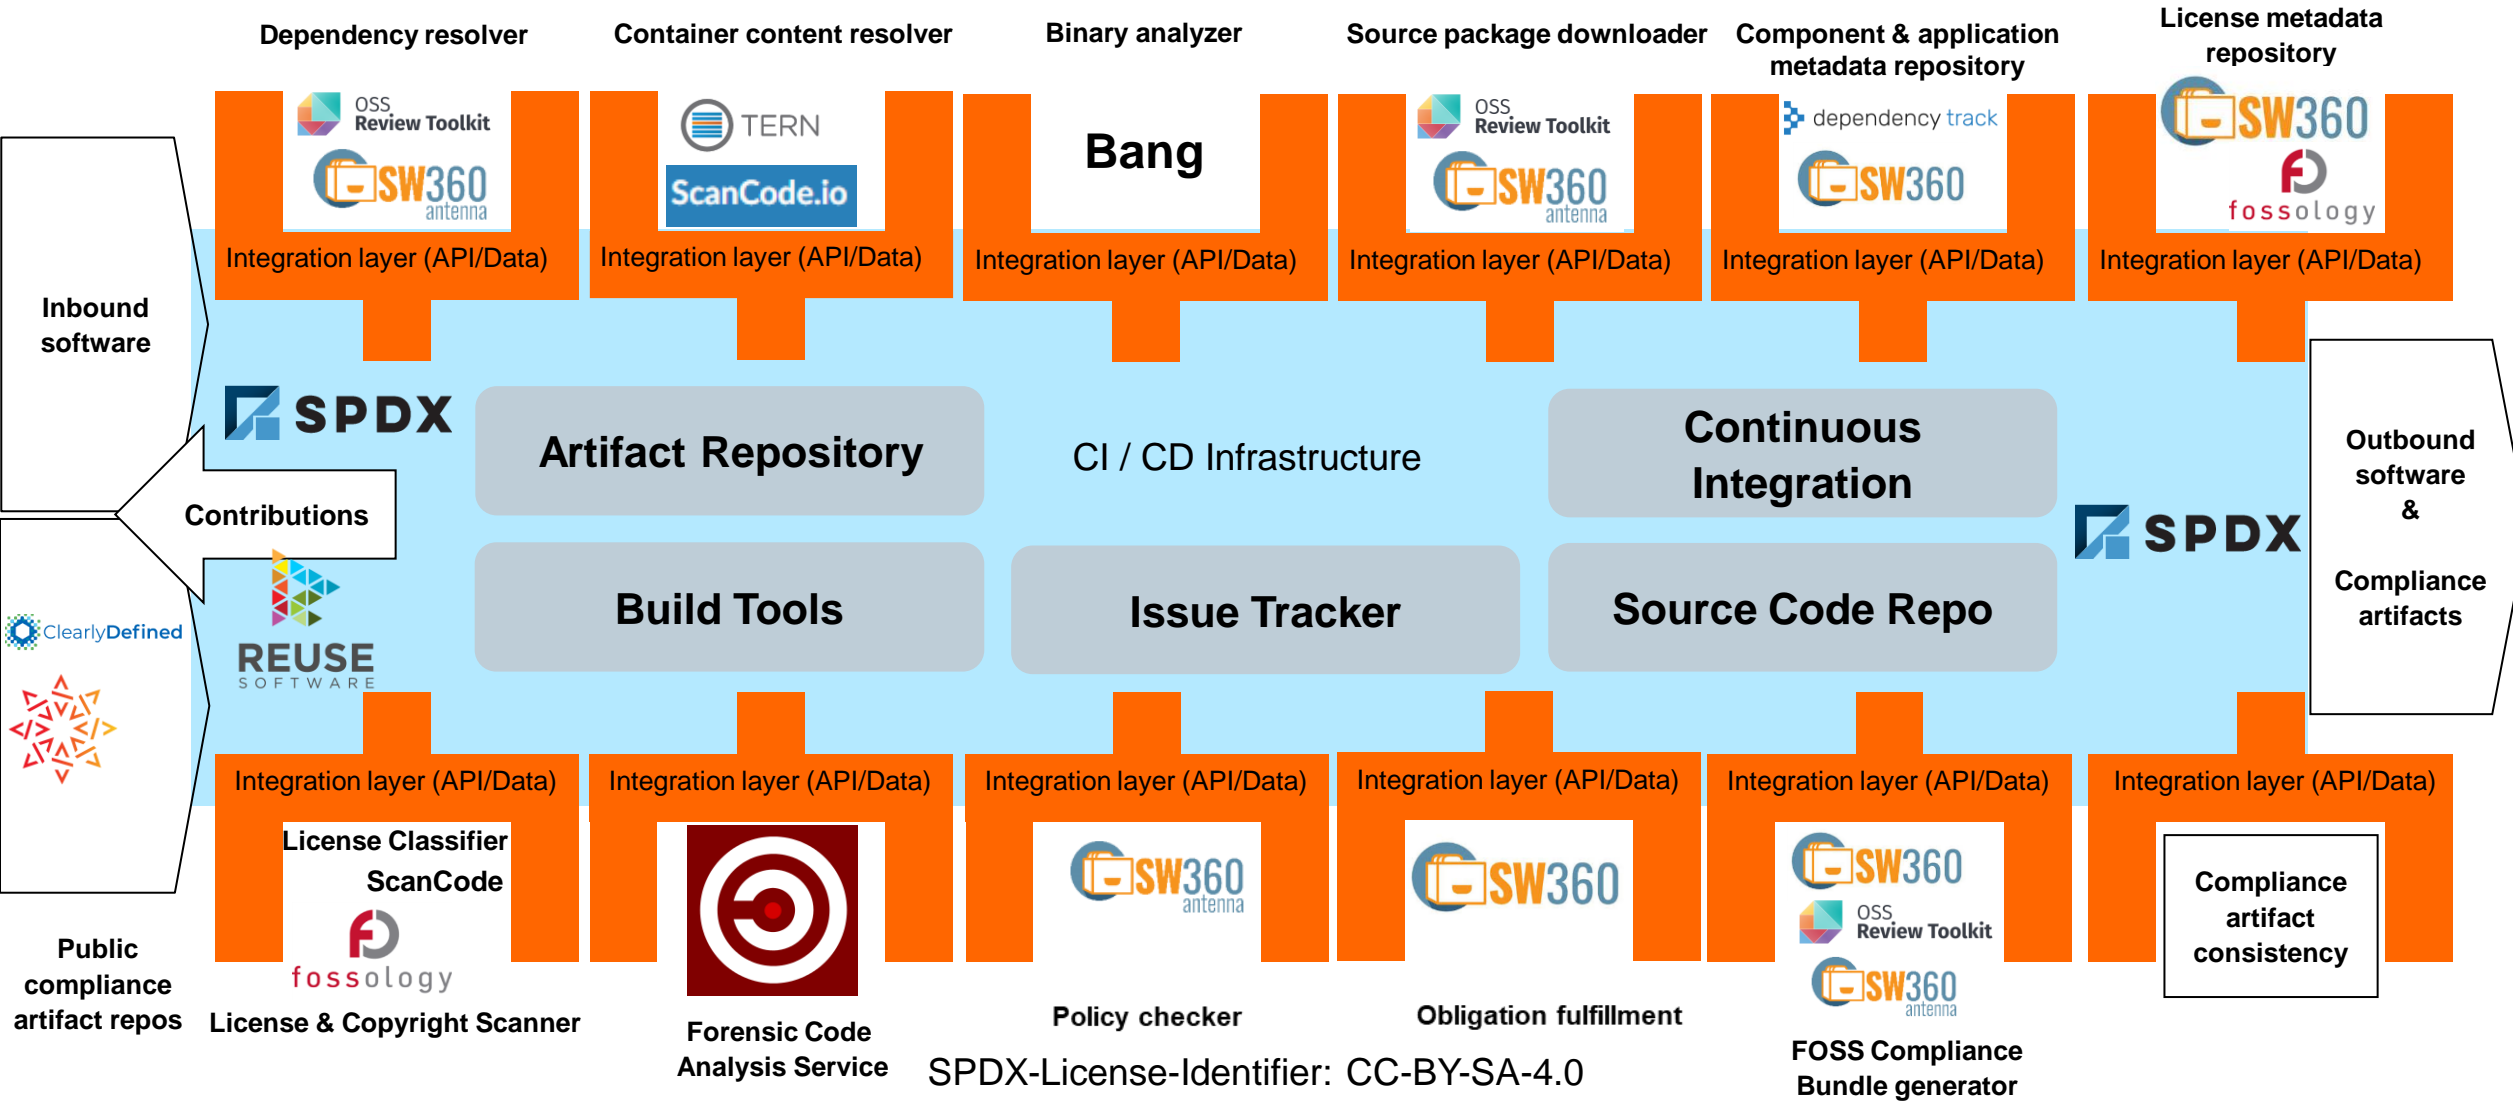 Dependency resolver
Container content resolver
Binary analyzer
Source package downloader
Component & application
metadata repository
License metadata
repository
OSS
Review Toolkit
SW360
antenna
TERN
ScanCode.io
Bang
OSS
Review Toolkit
SW360
antenna
dependency track
SW360
SW360
fossology
Integration layer (API/Data)
Integration layer (API/Data)
Integration layer (API/Data)
Integration layer (API/Data)
Integration layer (API/Data)
Integration layer (API/Data)
Inbound
software
SPDX
Artifact Repository
CI / CD Infrastructure
Continuous
Integration
Contributions
Outbound
software
&
Compliance
artifacts
SPDX
Build Tools
Issue Tracker
Source Code Repo
ClearlyDefined
REUSE
SOFTWARE
Integration layer (API/Data)
Integration layer (API/Data)
Integration layer (API/Data)
Integration layer (API/Data)
Integration layer (API/Data)
Integration layer (API/Data)
License Classifier
ScanCode
fossology
SW360
antenna
SW360
SW360
OSS
Review Toolkit
SW360
antenna
Compliance
artifact
consistency
Public
compliance
artifact repos
License & Copyright Scanner
Forensic Code
Analysis Service
Policy checker
Obligation fulfillment
FOSS Compliance
Bundle generator
SPDX-License-Identifier: CC-BY-SA-4.0